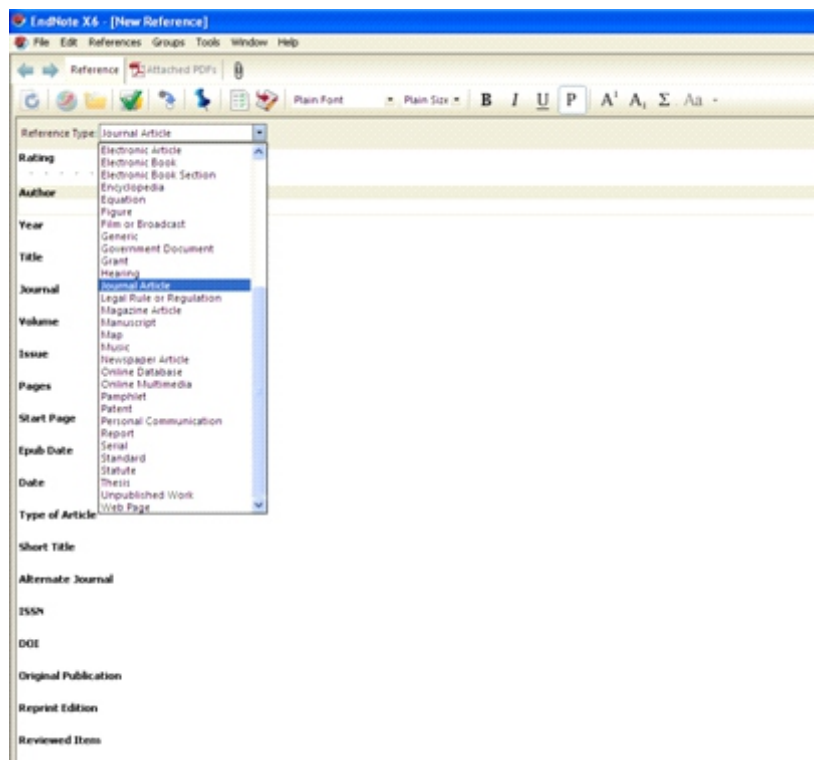 EndNote X6 - [New Reference]
File Edit References Groups Tools Window Help
Reference Attached PDFs
Plain Font Plain Size B I U P A¹ A₁ Σ Aa
Reference Type: Journal Article
Electronic Article
Rating
Electronic Book
Electronic Book Section
Encyclopedia
Author
Equation
Figure
Year
Film or Broadcast
Generic
Government Document
Title
Grant
Hearing
Journal
Journal Article
Legal Rule or Regulation
Magazine Article
Volume
Manuscript
Map
Music
Issue
Newspaper Article
Online Database
Pages
Online Multimedia
Pamphlet
Patent
Start Page
Personal Communication
Report
Epub Date
Serial
Standard
Statute
Date
Thesis
Unpublished Work
Web Page
Type of Article
Short Title
Alternate Journal
ISSN
DOI
Original Publication
Reprint Edition
Reviewed Item